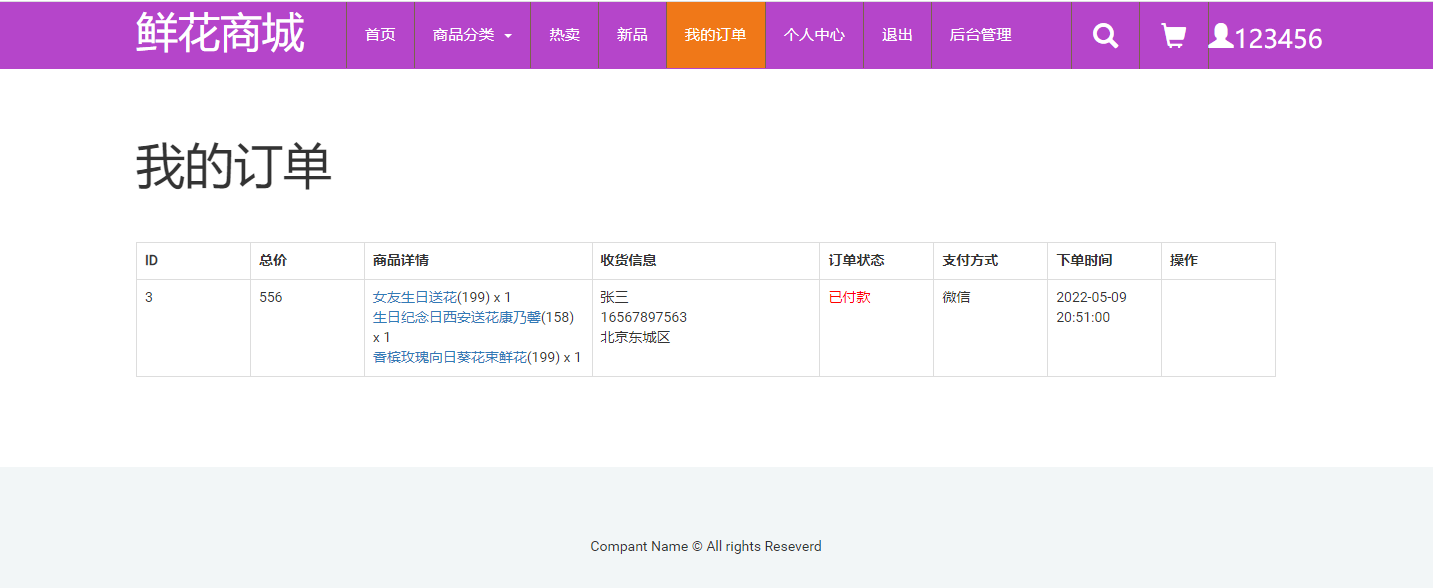 鲜花商城 首页 商品分类 热卖 新品 我的订单 个人中心 退出 后台管理 123456
我的订单
ID 总价 商品详情 收货信息 订单状态 支付方式 下单时间 操作
3 556 女友生日送花(199) x 1 张三 已付款 微信 2022-05-09
生日纪念日西安送花康乃馨(158) 16567897563 20:51:00
x 1 北京东城区
香槟玫瑰向日葵花束鲜花(199) x 1
Compant Name © All rights Reseverd